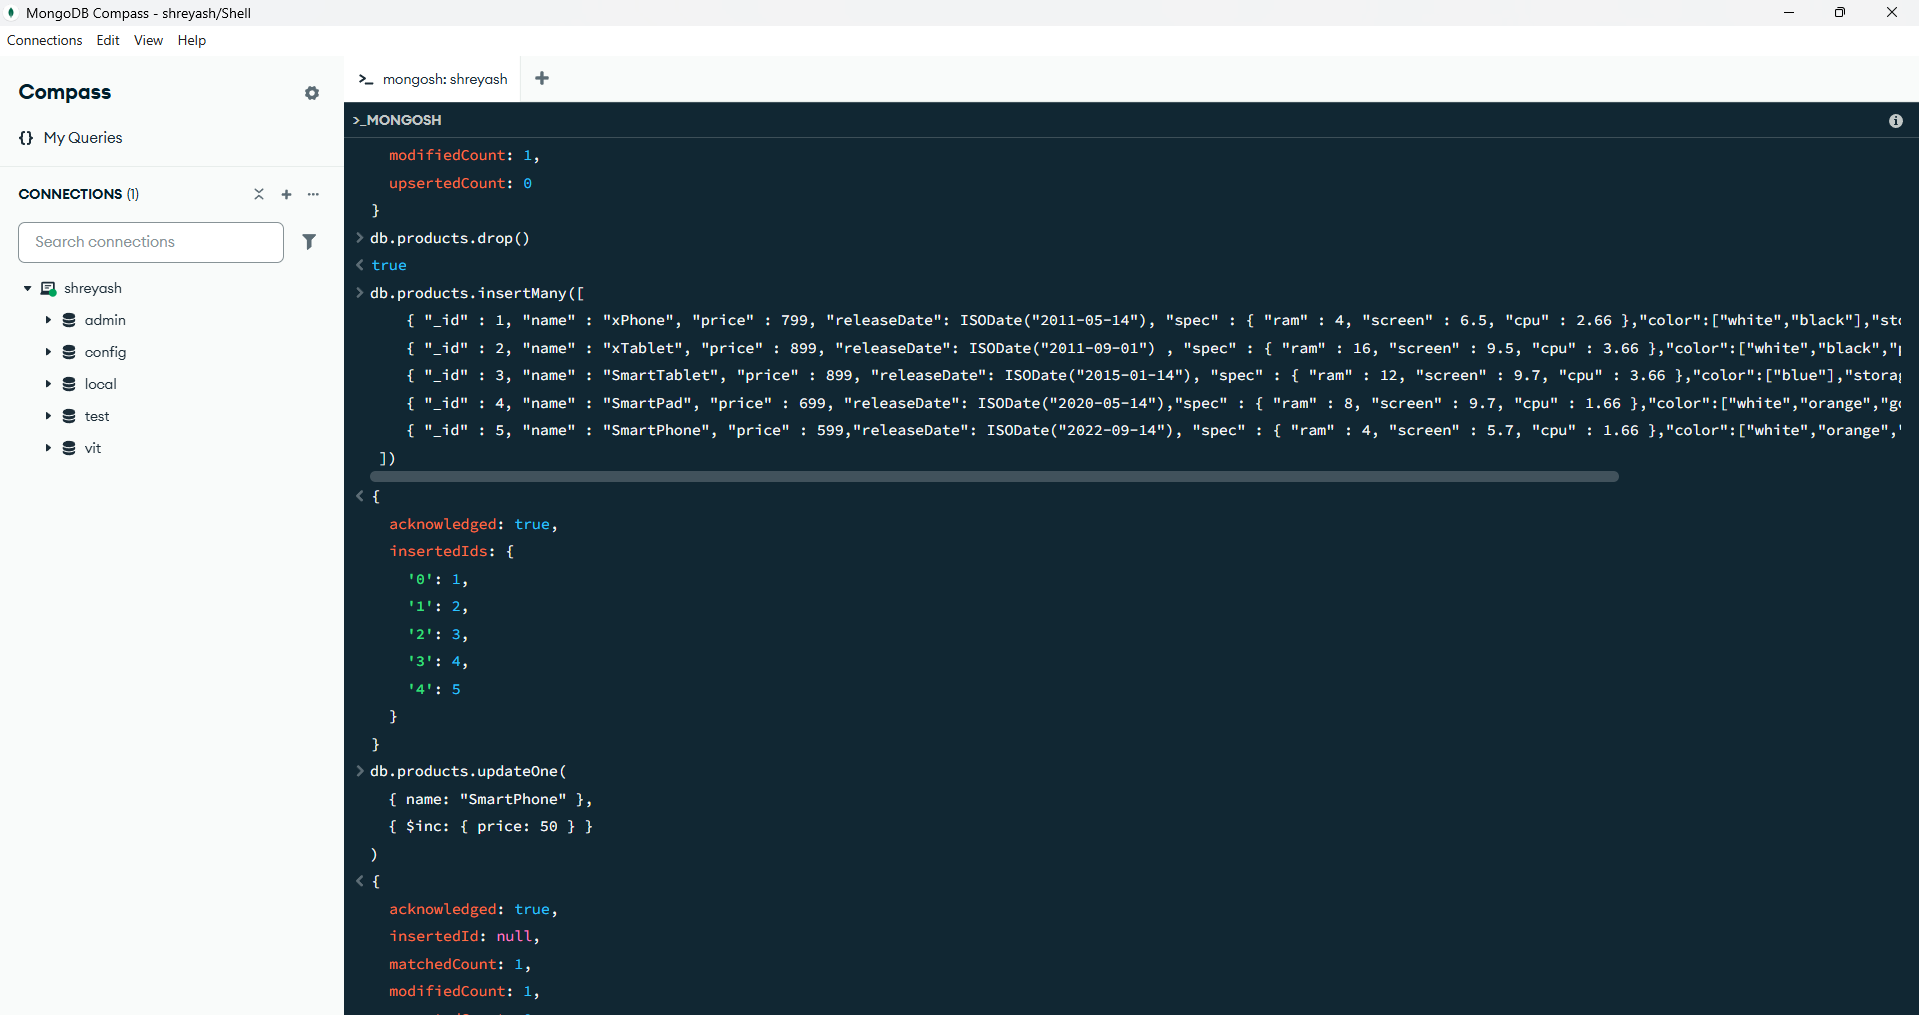 MongoDB Compass - shreyash/Shell
Connections Edit View Help
Compass
{} My Queries
CONNECTIONS (1)
Search connections
shreyash
admin
config
local
test
vit
>_ mongosh: shreyash +
>_MONGOSH
modifiedCount: 1,
upsertedCount: 0
}
> db.products.drop()
< true
> db.products.insertMany([
{ "_id" : 1, "name" : "xPhone", "price" : 799, "releaseDate": ISODate("2011-05-14"), "spec" : { "ram" : 4, "screen" : 6.5, "cpu" : 2.66 },"color":["white","black"],"sto
{ "_id" : 2, "name" : "xTablet", "price" : 899, "releaseDate": ISODate("2011-09-01") , "spec" : { "ram" : 16, "screen" : 9.5, "cpu" : 3.66 },"color":["white","black","p
{ "_id" : 3, "name" : "SmartTablet", "price" : 899, "releaseDate": ISODate("2015-01-14"), "spec" : { "ram" : 12, "screen" : 9.7, "cpu" : 3.66 },"color":["blue"],"storag
{ "_id" : 4, "name" : "SmartPad", "price" : 699, "releaseDate": ISODate("2020-05-14"),"spec" : { "ram" : 8, "screen" : 9.7, "cpu" : 1.66 },"color":["white","orange","go
{ "_id" : 5, "name" : "SmartPhone", "price" : 599,"releaseDate": ISODate("2022-09-14"), "spec" : { "ram" : 4, "screen" : 5.7, "cpu" : 1.66 },"color":["white","orange","
])
< {
acknowledged: true,
insertedIds: {
'0': 1,
'1': 2,
'2': 3,
'3': 4,
'4': 5
}
}
> db.products.updateOne(
{ name: "SmartPhone" },
{ $inc: { price: 50 } }
)
< {
acknowledged: true,
insertedId: null,
matchedCount: 1,
modifiedCount: 1,